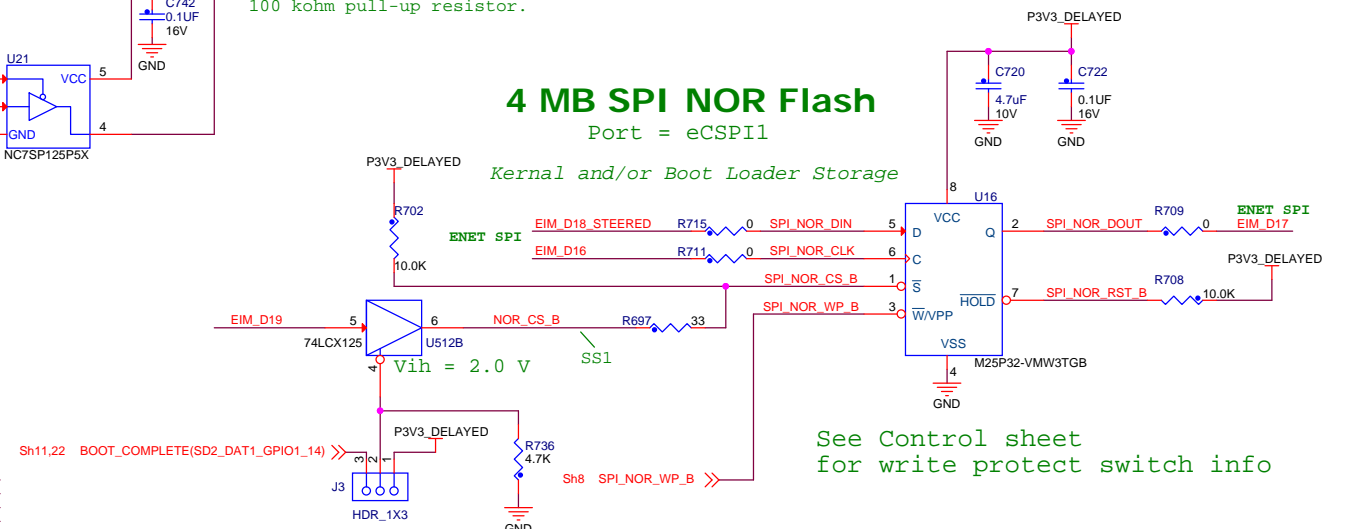 C742
0.1UF
16V
GND
100 kohm pull-up resistor.
U21
VCC
5
4
GND
NC7SP125P5X
P3V3_DELAYED
C720
4.7uF
10V
GND
C722
0.1UF
16V
GND
4 MB SPI NOR Flash
Port = eCSPI1
Kernal and/or Boot Loader Storage
P3V3_DELAYED
R702
10.0K
ENET SPI
EIM_D18_STEERED
R715
0
SPI_NOR_DIN
5
EIM_D16
R711
0
SPI_NOR_CLK
6
SPI_NOR_CS_B
1
SPI_NOR_WP_B
3
8
U16
VCC
D
Q
C
S
HOLD
W/VPP
VSS
4
M25P32-VMW3TGB
GND
2
SPI_NOR_DOUT
R709
0
ENET SPI
EIM_D17
P3V3_DELAYED
7
SPI_NOR_RST_B
R708
10.0K
EIM_D19
5
6
74LCX125
U512B
4
NOR_CS_B
R697
33
SS1
Vih = 2.0 V
P3V3_DELAYED
Sh11,22 BOOT_COMPLETE(SD2_DAT1_GPIO1_14)
3
2
1
J3
HDR_1X3
R736
4.7K
GND
Sh8 SPI_NOR_WP_B
See Control sheet
for write protect switch info